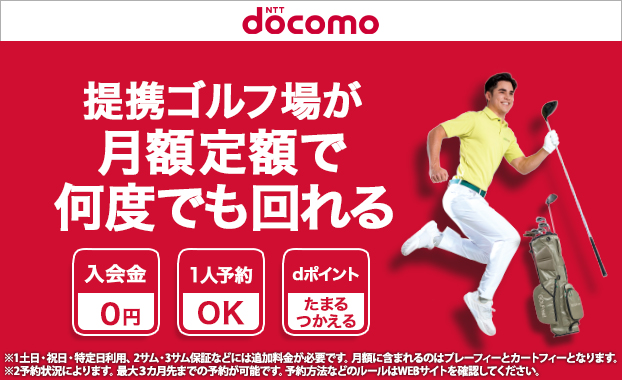 NTT
docomo
提携ゴルフ場が
月額定額で
何度でも回れる
入会金
0円
1人予約
OK
dポイント
たまる
つかえる
※1土日・祝日・特定日利用、2サム・3サム保証などには追加料金が必要です。月額に含まれるのはプレーフィーとカートフィーとなります。
※2予約状況によります。最大3カ月先までの予約が可能です。予約方法などのルールはWEBサイトを確認してください。